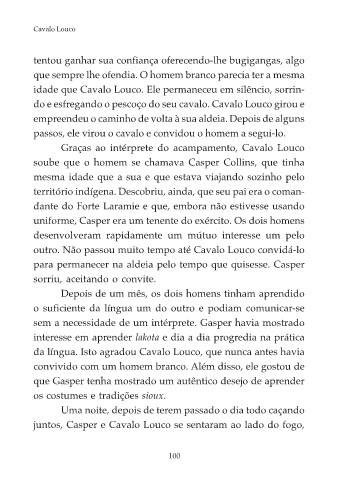 Cavalo Louco
tentou ganhar sua confiança oferecendo-lhe bugigangas, algo
que sempre lhe ofendia. O homem branco parecia ter a mesma
idade que Cavalo Louco. Ele permaneceu em silêncio, sorrin-
do e esfregando o pescoço do seu cavalo. Cavalo Louco girou e
empreendeu o caminho de volta à sua aldeia. Depois de alguns
passos, ele virou o cavalo e convidou o homem a segui-lo.
Graças ao intérprete do acampamento, Cavalo Louco
soube que o homem se chamava Casper Collins, que tinha
mesma idade que a sua e que estava viajando sozinho pelo
território indígena. Descobriu, ainda, que seu pai era o coman-
dante do Forte Laramie e que, embora não estivesse usando
uniforme, Casper era um tenente do exército. Os dois homens
desenvolveram rapidamente um mútuo interesse um pelo
outro. Não passou muito tempo até Cavalo Louco convidá-lo
para permanecer na aldeia pelo tempo que quisesse. Casper
sorriu, aceitando o convite.
Depois de um mês, os dois homens tinham aprendido
o suficiente da língua um do outro e podiam comunicar-se
sem a necessidade de um intérprete. Gasper havia mostrado
interesse em aprender lakota e dia a dia progredia na prática
da língua. Isto agradou Cavalo Louco, que nunca antes havia
convivido com um homem branco. Além disso, ele gostou de
que Gasper tenha mostrado um autêntico desejo de aprender
os costumes e tradições sioux.
Uma noite, depois de terem passado o dia todo caçando
juntos, Casper e Cavalo Louco se sentaram ao lado do fogo,
100